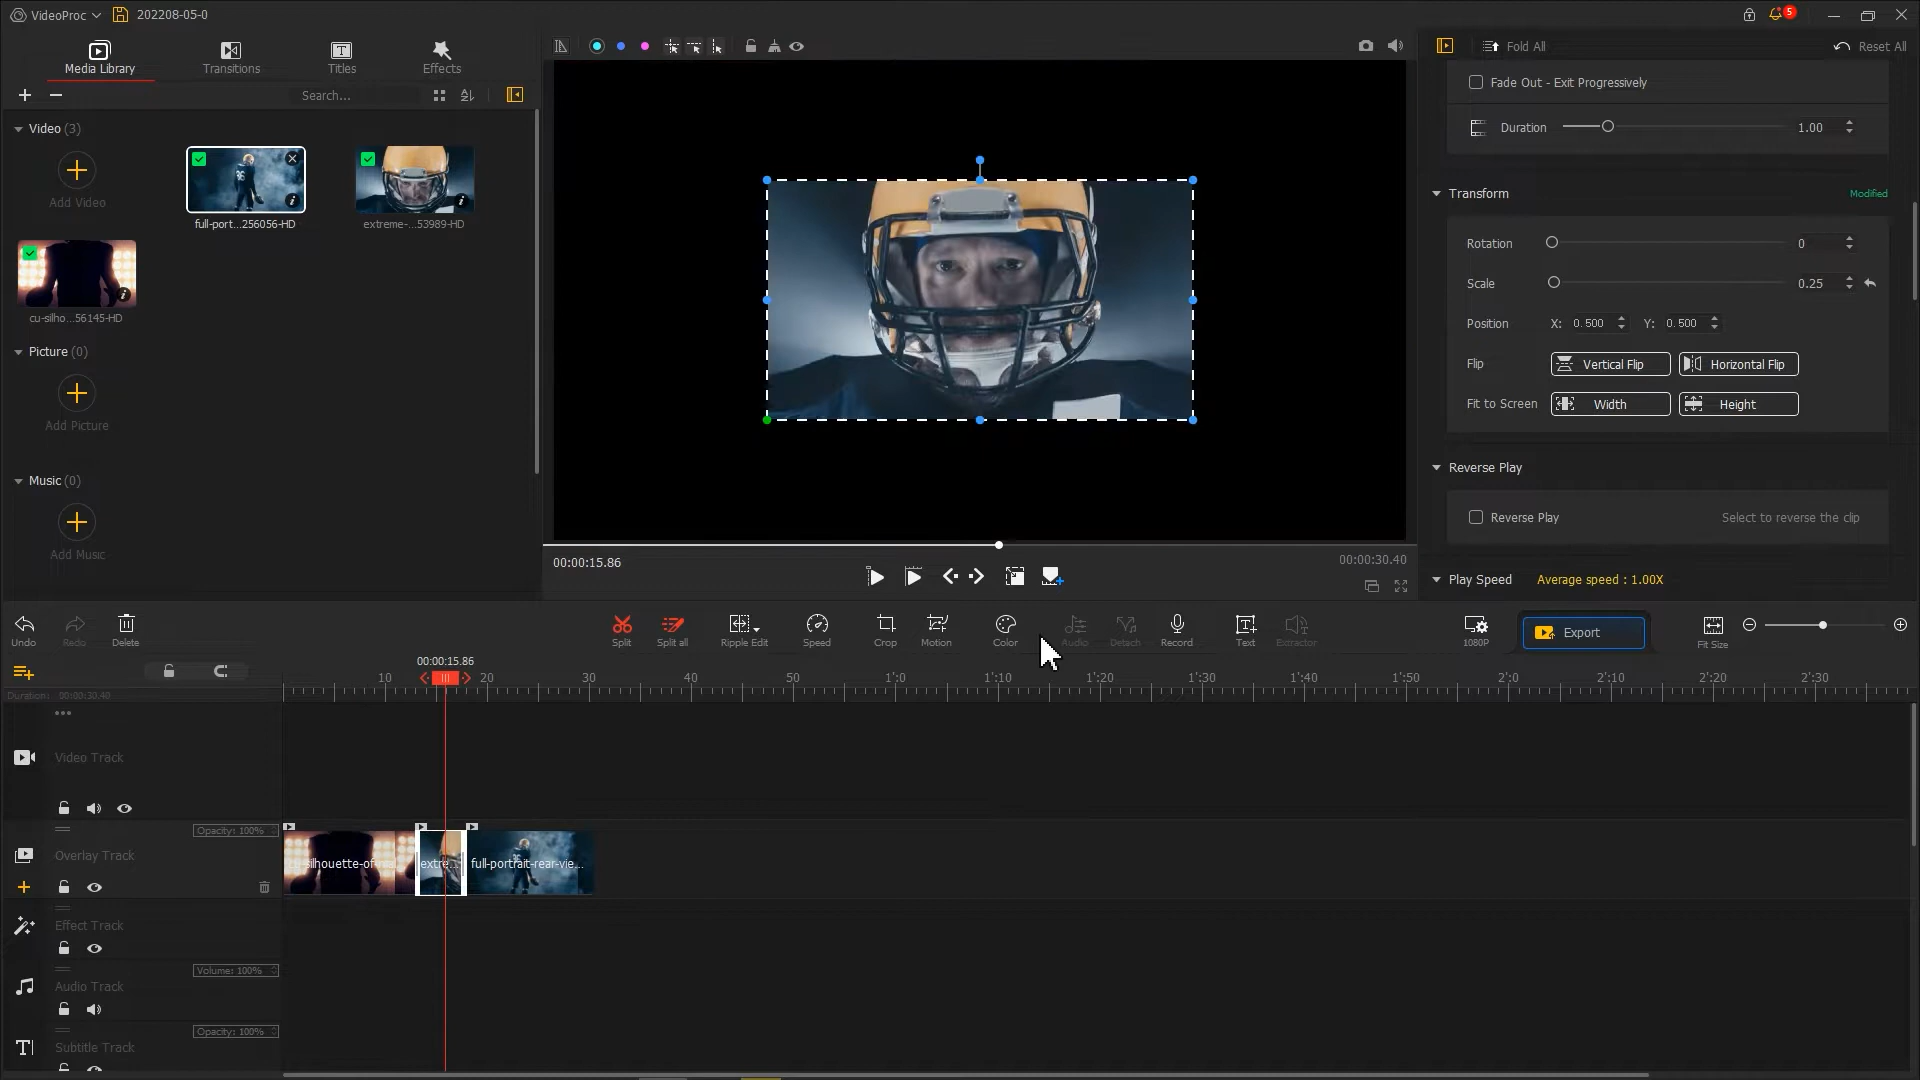 VideoProc
202208-05-0
5
Media Library
Transitions
Titles
Effects
Search...
Video (3)
Add Video
full-port...256056-HD
extreme-...53989-HD
cu-silho...56145-HD
Picture (0)
Add Picture
Music (0)
Add Music
Fold All
Reset All
Fade Out - Exit Progressively
Duration
1.00
Transform
Modified
Rotation
0
Scale
0.25
Position
X: 0.500
Y: 0.500
Flip
Vertical Flip
Horizontal Flip
Fit to Screen
Width
Height
Reverse Play
Reverse Play
Select to reverse the clip
Play Speed
Average speed : 1.00X
00:00:15.86
00:00:30.40
Undo
Redo
Delete
Split
Split all
Ripple Edit
Speed
Crop
Motion
Color
Audio
Detach
Record
Text
Extractor
1080P
Export
Fit Size
00:00:15.86
10 20 30 40 50 1'0 1'10 1'20 1'30 1'40 1'50 2'0 2'10 2'20 2'30
Duration: 00:00:30.40
Video Track
Opacity: 100%
Overlay Track
silhouette-of
extre...
full-portrait-rear-vie...
Effect Track
Volume: 100%
Audio Track
Opacity: 100%
Subtitle Track